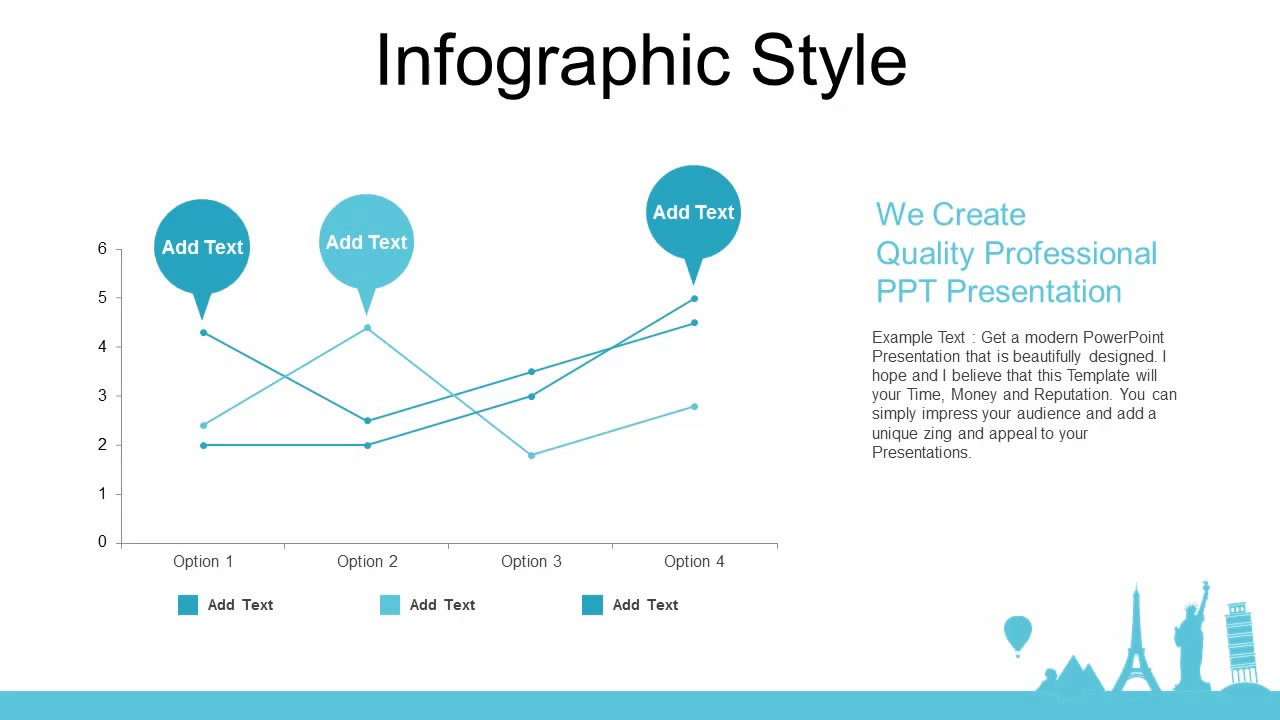 Infographic Style
Add Text
Add Text
Add Text
6
5
4
3
2
1
0
Option 1
Option 2
Option 3
Option 4
Add Text
Add Text
Add Text
We Create
Quality Professional
PPT Presentation
Example Text : Get a modern PowerPoint
Presentation that is beautifully designed. I
hope and I believe that this Template will
your Time, Money and Reputation. You can
simply impress your audience and add a
unique zing and appeal to your
Presentations.